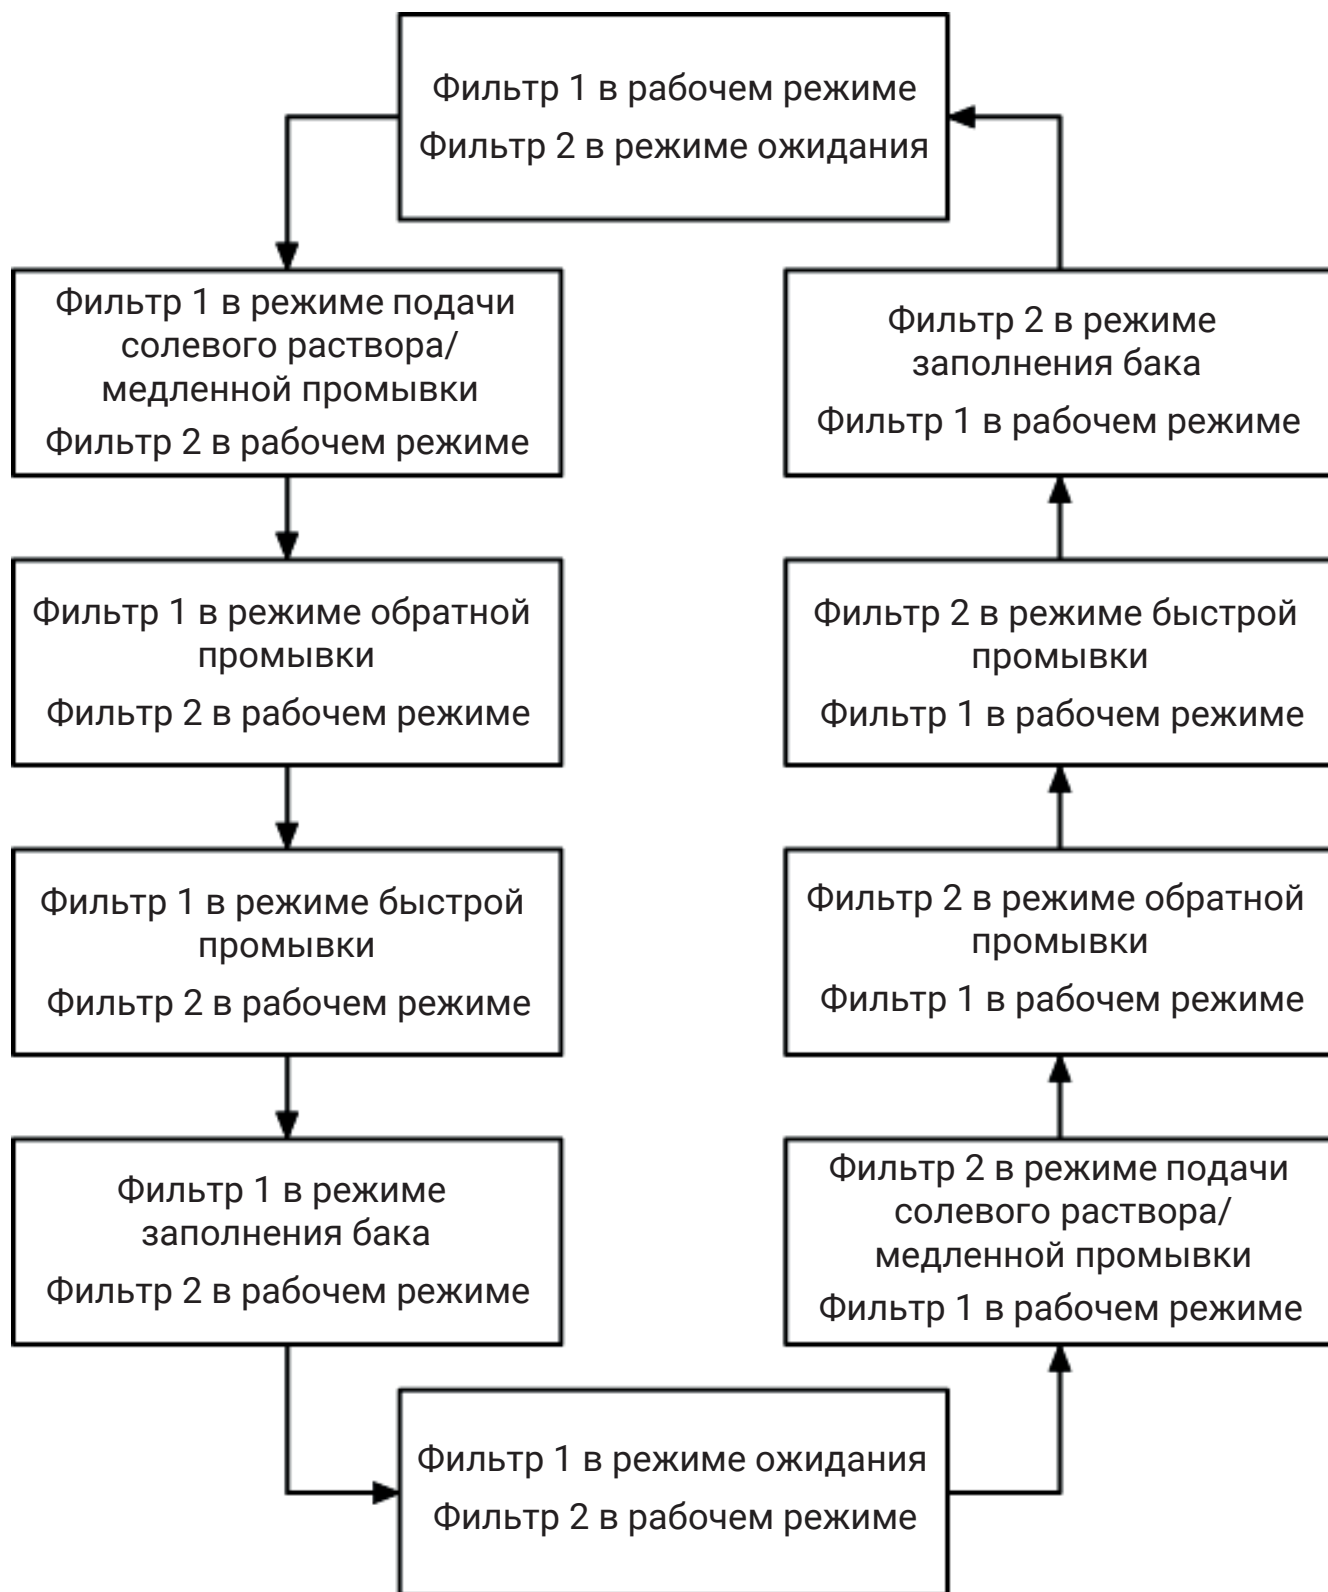 Фильтр 1 в рабочем режиме
Фильтр 2 в режиме ожидания
Фильтр 1 в режиме подачи
солевого раствора/
медленной промывки
Фильтр 2 в рабочем режиме
Фильтр 1 в режиме обратной
промывки
Фильтр 2 в рабочем режиме
Фильтр 1 в режиме быстрой
промывки
Фильтр 2 в рабочем режиме
Фильтр 1 в режиме
заполнения бака
Фильтр 2 в рабочем режиме
Фильтр 1 в режиме ожидания
Фильтр 2 в рабочем режиме
Фильтр 2 в режиме подачи
солевого раствора/
медленной промывки
Фильтр 1 в рабочем режиме
Фильтр 2 в режиме обратной
промывки
Фильтр 1 в рабочем режиме
Фильтр 2 в режиме быстрой
промывки
Фильтр 1 в рабочем режиме
Фильтр 2 в режиме
заполнения бака
Фильтр 1 в рабочем режиме